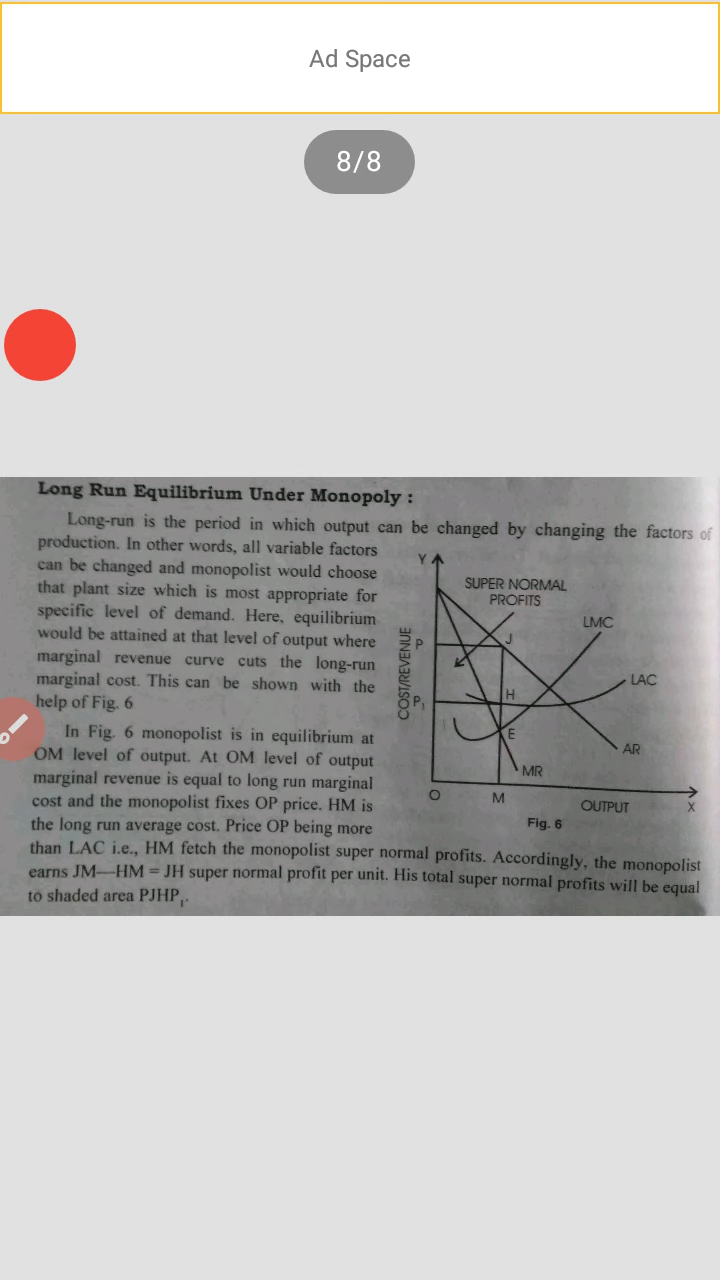 Ad Space
8/8
Long Run Equilibrium Under Monopoly :
Long-run is the period in which output can be changed by changing the factors of
production. In other words, all variable factors
can be changed and monopolist would choose
that plant size which is most appropriate for
specific level of demand. Here, equilibrium
would be attained at that level of output where
marginal revenue curve cuts the long-run
marginal cost. This can be shown with the
help of Fig. 6
In Fig. 6 monopolist is in equilibrium at
OM level of output. At OM level of output
marginal revenue is equal to long run marginal
cost and the monopolist fixes OP price. HM is
the long run average cost. Price OP being more
than LAC i.e., HM fetch the monopolist super normal profits. Accordingly, the monopolist
earns JM—HM = JH super normal profit per unit. His total super normal profits will be equal
to shaded area PJHP₁.
Y
SUPER NORMAL
PROFITS
LMC
P
J
COST/REVENUE
LAC
P₁
H
E
AR
MR
O
M
OUTPUT
X
Fig. 6